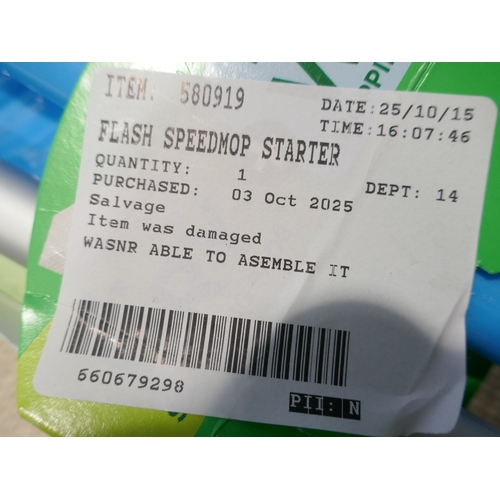 ITEM: 580919 DATE:25/10/15
TIME:16:07:46
FLASH SPEEDMOP STARTER
QUANTITY: 1
PURCHASED: 03 Oct 2025 DEPT: 14
Salvage
Item was damaged
WASNR ABLE TO ASEMBLE IT
660679298
PII: N